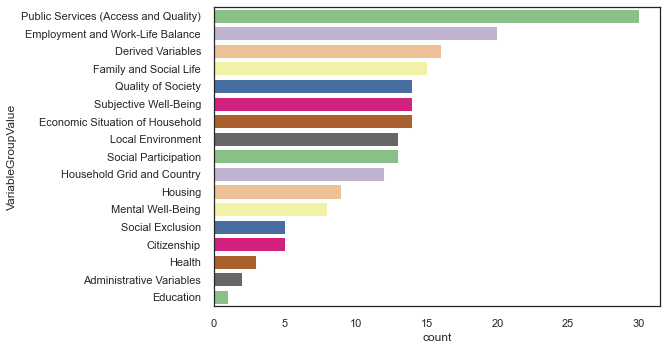 Public Services (Access and Quality)
Employment and Work-Life Balance
Derived Variables
Family and Social Life
Quality of Society
Subjective Well-Being
Economic Situation of Household
Local Environment
Social Participation
Household Grid and Country
Housing
Mental Well-Being
Social Exclusion
Citizenship
Health
Administrative Variables
Education
VariableGroupValue
0 5 10 15 20 25 30
count